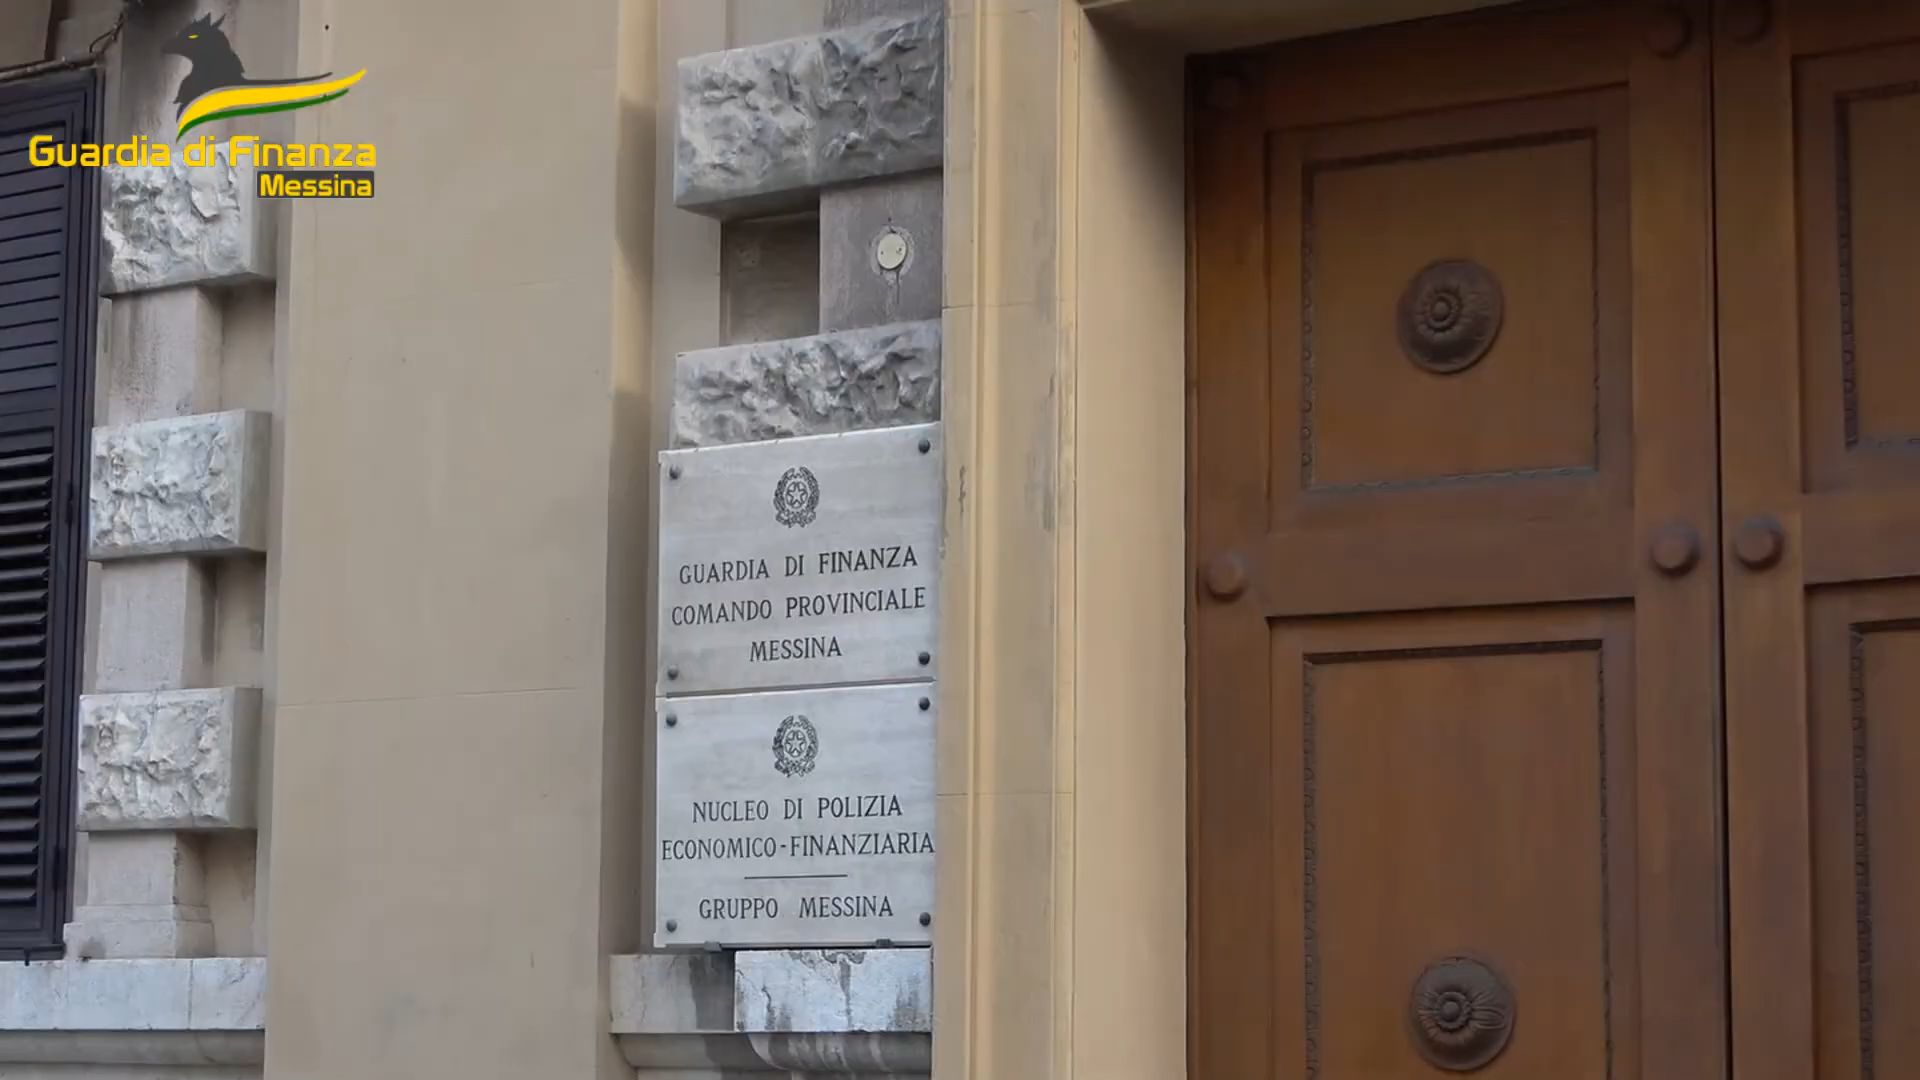 Guardia di Finanza
Messina
GUARDIA DI FINANZA
COMANDO PROVINCIALE
MESSINA
NUCLEO DI POLIZIA
ECONOMICO-FINANZIARIA
GRUPPO MESSINA